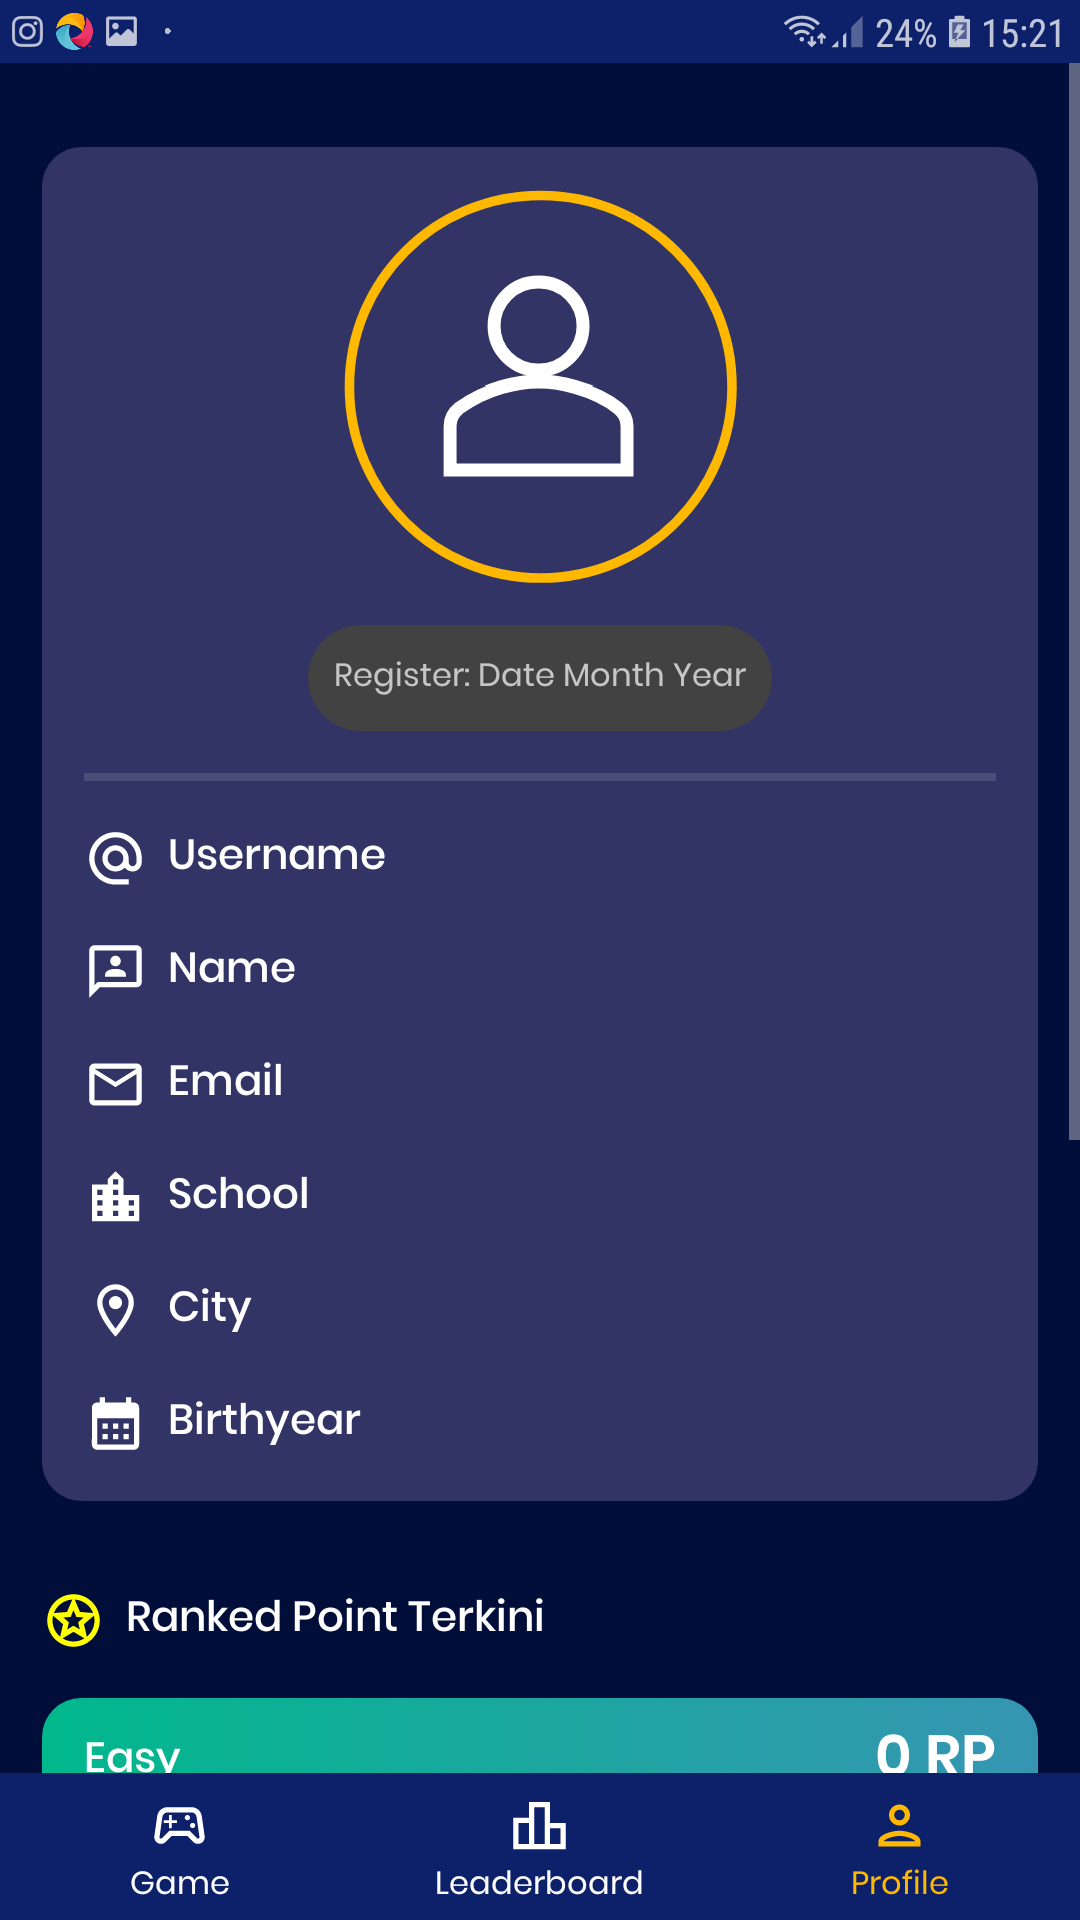 24% 15:21
Register: Date Month Year
Username
Name
Email
School
City
Birthyear
Ranked Point Terkini
Easy 0 RP
Game Leaderboard Profile